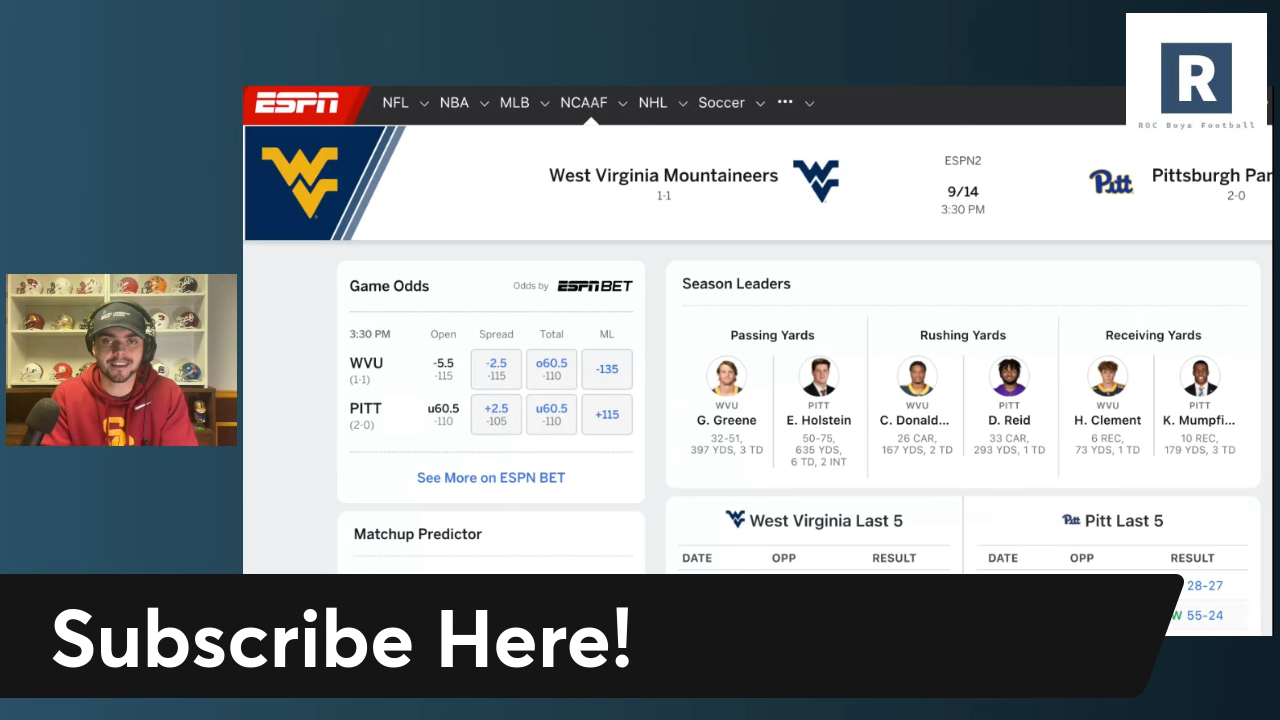 R
ROC Boys Football
ESPN NFL NBA MLB NCAAF NHL Soccer •••
West Virginia Mountaineers
1-1
ESPN2
9/14
3:30 PM
Pitt
Pittsburgh Pan
2-0
Game Odds
Odds by ESPN BET
3:30 PM Open Spread Total ML
WVU
(1-1)
-5.5
-115
-2.5
-115
o60.5
-110
-135
PITT
(2-0)
u60.5
-110
+2.5
-105
u60.5
-110
+115
See More on ESPN BET
Matchup Predictor
Season Leaders
Passing Yards
WVU
G. Greene
32-51,
397 YDS, 3 TD
PITT
E. Holstein
50-75,
635 YDS,
6 TD, 2 INT
Rushing Yards
WVU
C. Donald...
26 CAR,
167 YDS, 2 TD
PITT
D. Reid
33 CAR,
293 YDS, 1 TD
Receiving Yards
WVU
H. Clement
6 REC,
73 YDS, 1 TD
PITT
K. Mumpfi...
10 REC,
179 YDS, 3 TD
West Virginia Last 5
DATE OPP RESULT
Pitt Pitt Last 5
DATE OPP RESULT
28-27
W 55-24
Subscribe Here!